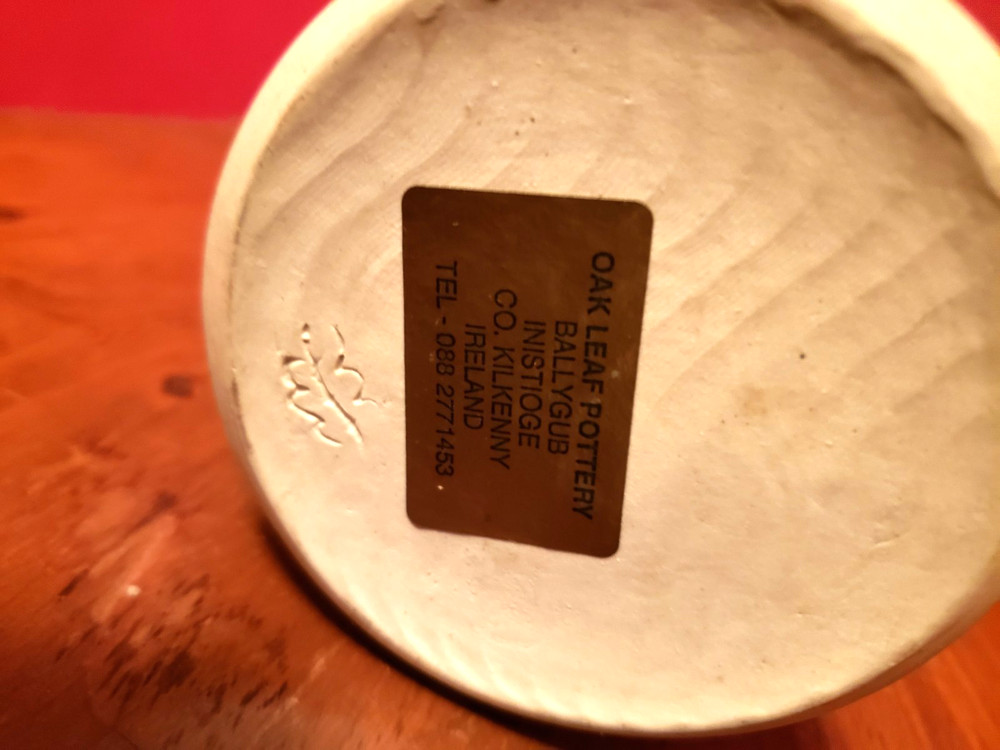 OAK LEAF POTTERY
BALLYGUB
INISTIOGE
CO. KILKENNY
IRELAND
TEL - 088 2771453